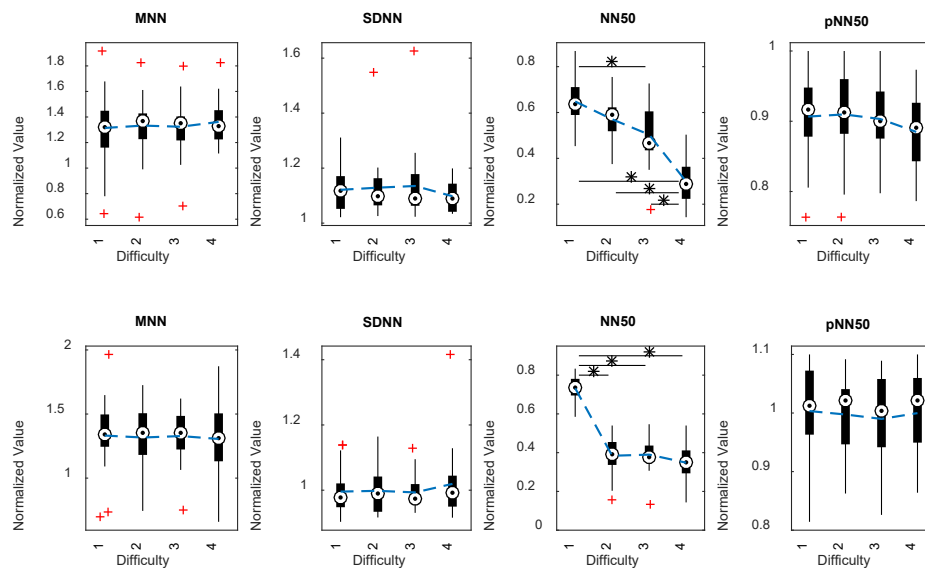 MNN
SDNN
NN50
pNN50
Normalized Value
1.8
1.6
1.4
1.2
1
0.8
0.6
1
2
3
4
Difficulty
Normalized Value
1.6
1.4
1.2
1
1
2
3
4
Difficulty
Normalized Value
0.8
0.6
0.4
0.2
1
2
3
4
Difficulty
Normalized Value
1
0.9
0.8
1
2
3
4
Difficulty
MNN
SDNN
NN50
pNN50
Normalized Value
2
1.5
1
1
2
3
4
Difficulty
Normalized Value
1.4
1.2
1
1
2
3
4
Difficulty
Normalized Value
0.8
0.6
0.4
0.2
0
1
2
3
4
Difficulty
Normalized Value
1.1
1
0.9
0.8
1
2
3
4
Difficulty